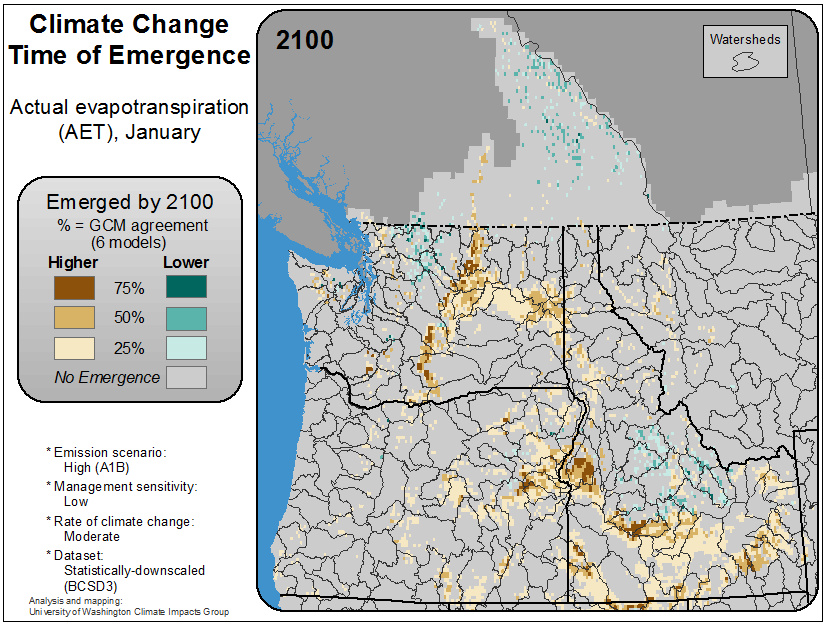 Climate Change
Time of Emergence
Actual evapotranspiration
(AET), January
Emerged by 2100
% = GCM agreement
(6 models)
Higher Lower
75%
50%
25%
No Emergence
* Emission scenario:
High (A1B)
* Management sensitivity:
Low
* Rate of climate change:
Moderate
* Dataset:
Statistically-downscaled
(BCSD3)
Analysis and mapping:
University of Washington Climate Impacts Group
2100
Watersheds